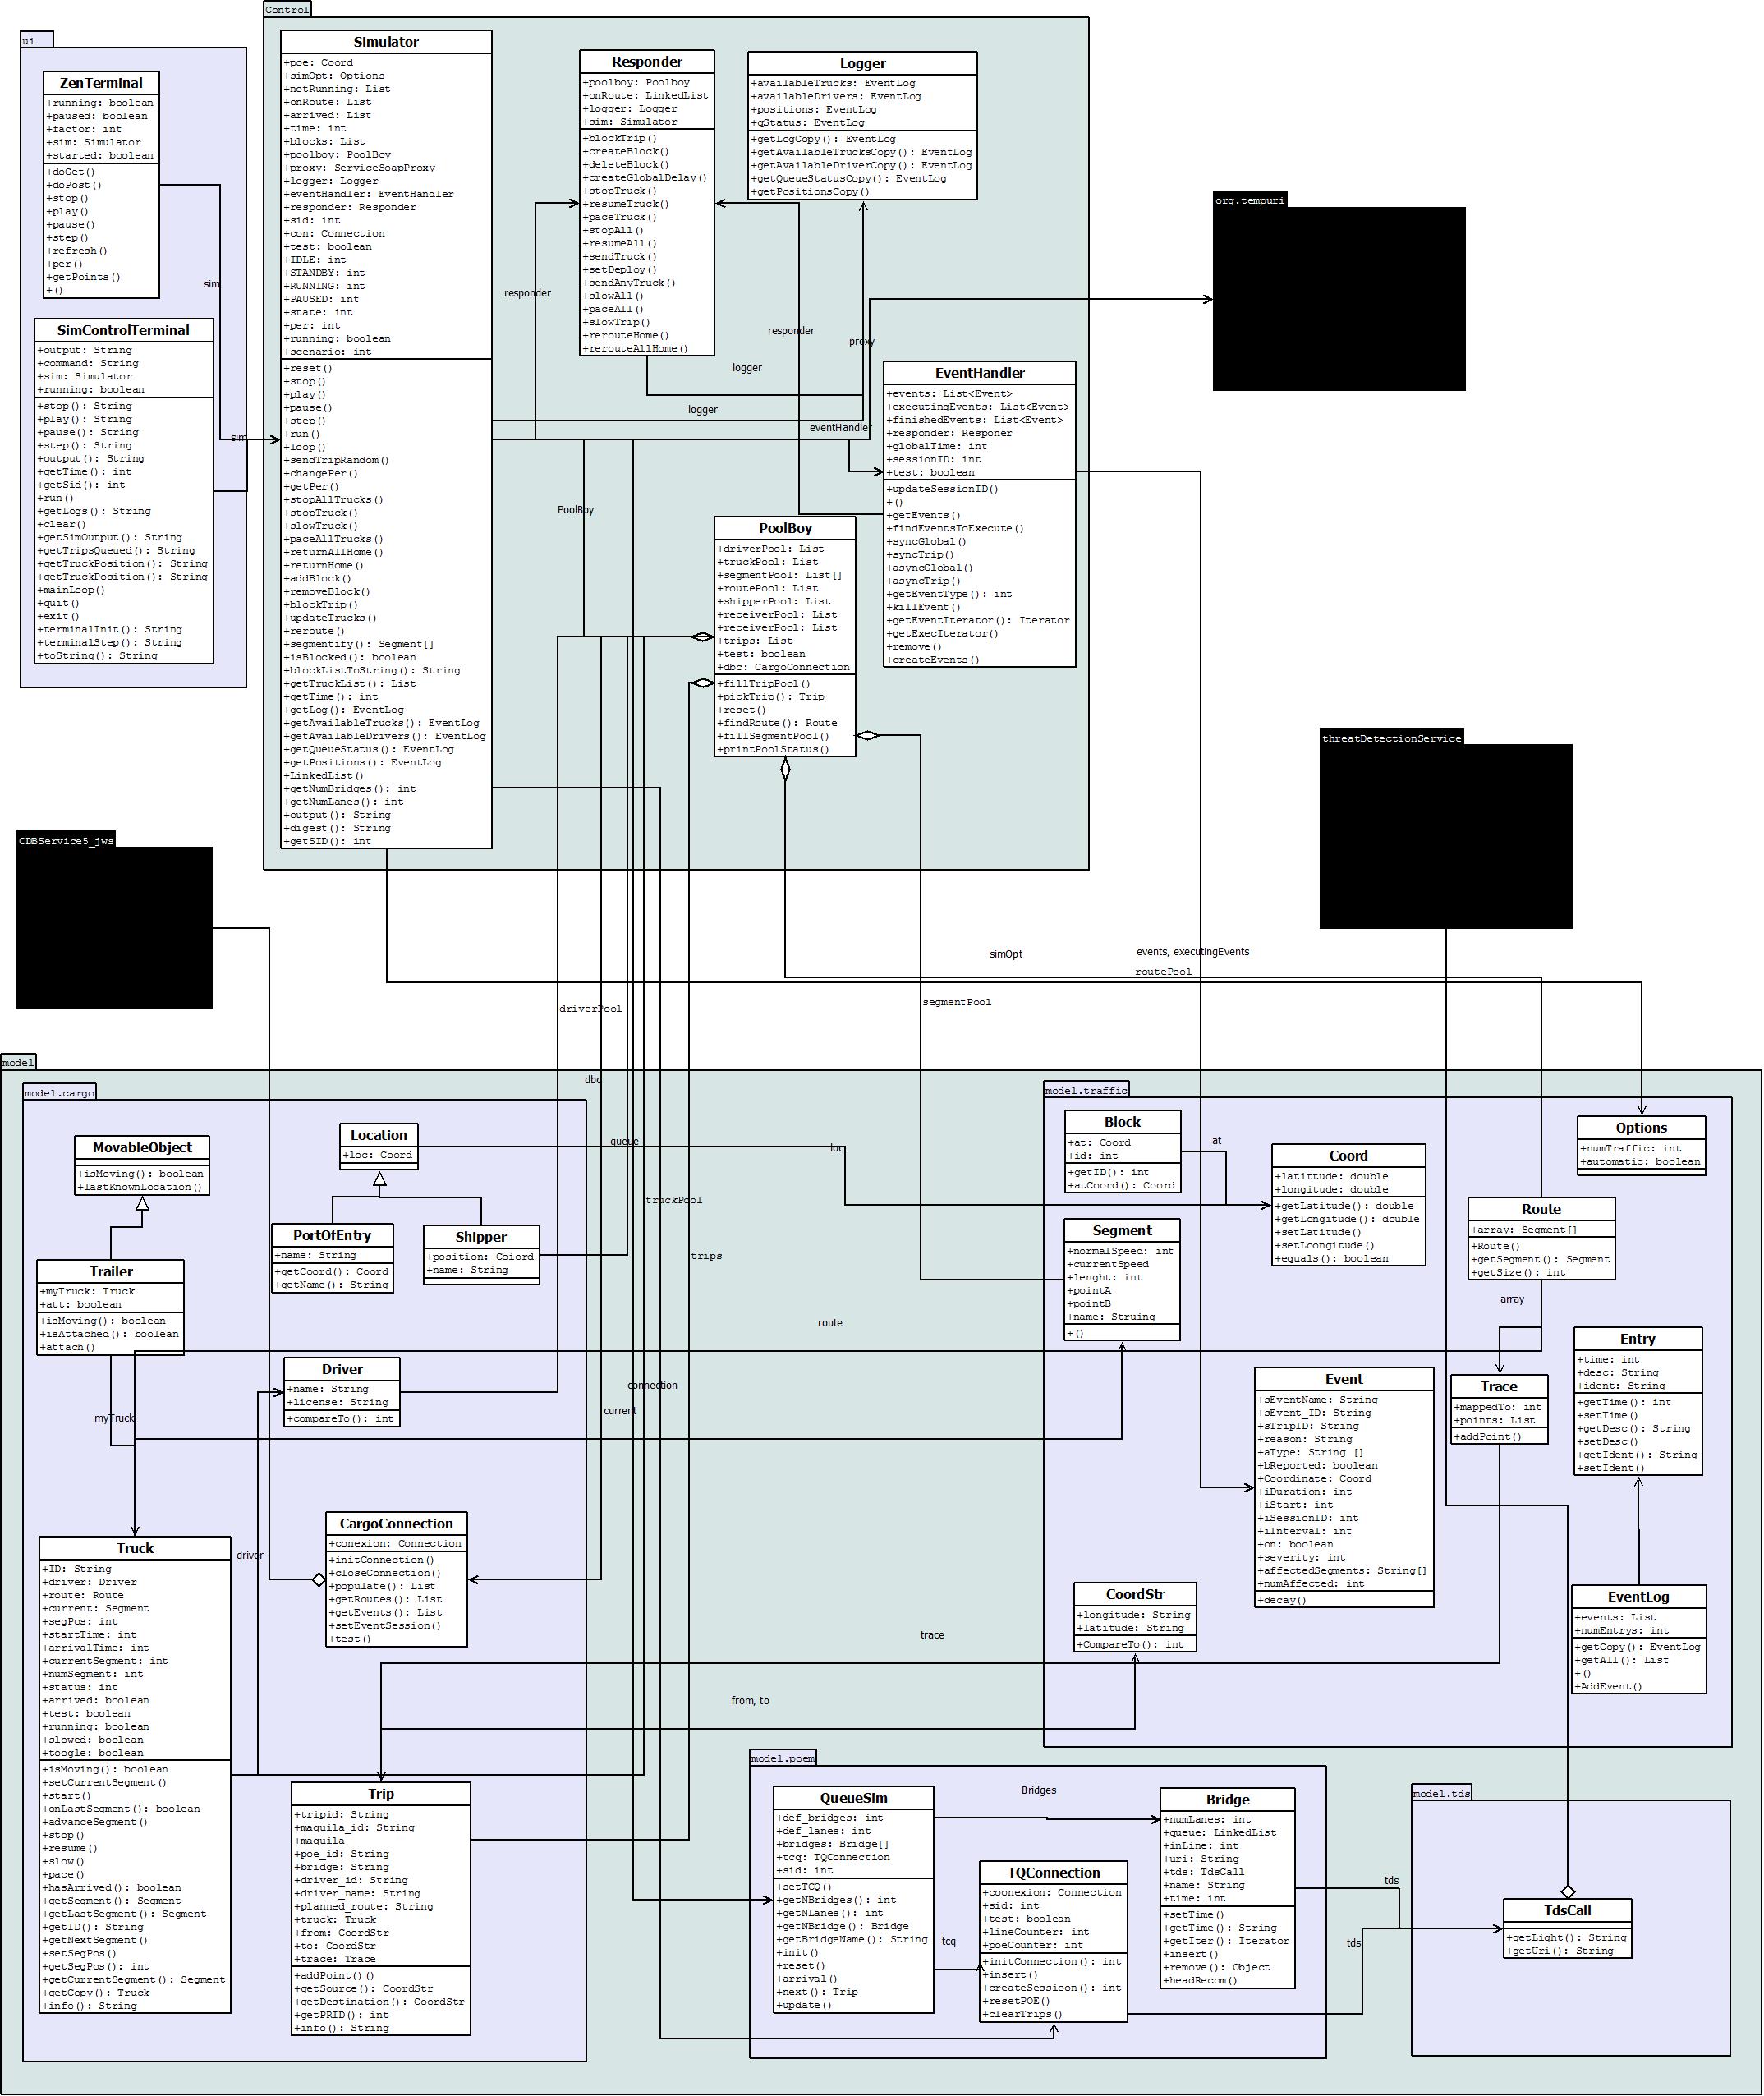 Control
ui
Simulator
+poe: Coord
+simOpt: Options
+notRunning: List
+onRoute: List
+arrived: List
+time: int
+blocks: List
+poolboy: PoolBoy
+proxy: ServiceSoapProxy
+logger: Logger
+eventHandler: EventHandler
+responder: Responder
+sid: int
+con: Connection
+test: boolean
+IDLE: int
+STANDBY: int
+RUNNING: int
+PAUSED: int
+state: int
+per: int
+running: boolean
+scenario: int
+reset()
+stop()
+play()
+pause()
+step()
+run()
+loop()
+sendTripRandom()
+changePer()
+getPer()
+stopAllTrucks()
+stopTruck()
+slowTruck()
+paceAllTrucks()
+returnAllHome()
+returnHome()
+addBlock()
+removeBlock()
+blockTrip()
+updateTrucks()
+reroute()
+segmentify(): Segment[]
+isBlocked(): boolean
+blockListToString(): String
+getTruckList(): List
+getTime(): int
+getLog(): EventLog
+getAvailableTrucks(): EventLog
+getAvailableDrivers(): EventLog
+getQueueStatus(): EventLog
+getPositions(): EventLog
+LinkedList()
+getNumBridges(): int
+getNumLanes(): int
+output(): String
+digest(): String
+getSID(): int
Responder
+poolboy: Poolboy
+onRoute: LinkedList
+logger: Logger
+sim: Simulator
+blockTrip()
+createBlock()
+deleteBlock()
+createGlobalDelay()
+stopTruck()
+resumeTruck()
+paceTruck()
+stopAll()
+resumeAll()
+sendTruck()
+setDeploy()
+sendAnyTruck()
+slowAll()
+paceAll()
+slowTrip()
+rerouteHome()
+rerouteAllHome()
Logger
+availableTrucks: EventLog
+availableDrivers: EventLog
+positions: EventLog
+qStatus: EventLog
+getLogCopy(): EventLog
+getAvailableTrucksCopy(): EventLog
+getAvailableDriverCopy(): EventLog
+getQueueStatusCopy(): EventLog
+getPositionsCopy()
ZenTerminal
+running: boolean
+paused: boolean
+factor: int
+sim: Simulator
+started: boolean
+doGet()
+doPost()
+stop()
+play()
+pause()
+step()
+refresh()
+per()
+getPoints()
+()
sim
SimControlTerminal
+output: String
+command: String
+sim: Simulator
+running: boolean
+stop(): String
+play(): String
+pause(): String
+step(): String
+output(): String
+getTime(): int
+getSid(): int
+run()
+getLogs(): String
+clear()
+getSimOutput(): String
+getTripsQueued(): String
+getTruckPosition(): String
+getTruckPosition(): String
+mainLoop()
+quit()
+exit()
+terminalInit(): String
+terminalStep(): String
+toString(): String
sim
org.tempuri
responder
responder
proxy
logger
logger
eventHandler
EventHandler
+events: List<Event>
+executingEvents: List<Event>
+finishedEvents: List<Event>
+responder: Responer
+globalTime: int
+sessionID: int
+test: boolean
+updateSessionID()
+()
+getEvents()
+findEventsToExecute()
+syncGlobal()
+syncTrip()
+asyncGlobal()
+asyncTrip()
+getEventType(): int
+killEvent()
+getEventIterator(): Iterator
+getExecIterator()
+remove()
+createEvents()
PoolBoy
PoolBoy
+driverPool: List
+truckPool: List
+segmentPool: List[]
+routePool: List
+shipperPool: List
+receiverPool: List
+receiverPool: List
+trips: List
+test: boolean
+dbc: CargoConnection
+fillTripPool()
+pickTrip(): Trip
+reset()
+findRoute(): Route
+fillSegmentPool()
+printPoolStatus()
threatDetectionService
CDBService5_jws
simOpt
events, executingEvents
routePool
driverPool
segmentPool
model
model.cargo
dbc
model.traffic
MovableObject
+isMoving(): boolean
+lastKnownLocation()
Location
+loc: Coord
queue
loc
PortOfEntry
+name: String
+getCoord(): Coord
+getName(): String
Shipper
+position: Coiord
+name: String
truckPool
trips
Trailer
+myTruck: Truck
+att: boolean
+isMoving(): boolean
+isAttached(): boolean
+attach()
route
Driver
+name: String
+license: String
+compareTo(): int
connection
current
myTruck
Block
+at: Coord
+id: int
+getID(): int
+atCoord(): Coord
at
Coord
+latittude: double
+longitude: double
+getLatitude(): double
+getLongitude(): double
+setLatitude()
+setLoongitude()
+equals(): boolean
Options
+numTraffic: int
+automatic: boolean
Segment
+normalSpeed: int
+currentSpeed
+lenght: int
+pointA
+pointB
+name: Struing
+()
Route
+array: Segment[]
+Route()
+getSegment(): Segment
+getSize(): int
array
Entry
+time: int
+desc: String
+ident: String
+getTime(): int
+setTime()
+getDesc(): String
+setDesc()
+getIdent(): String
+setIdent()
Trace
+mappedTo: int
+points: List
+addPoint()
Event
+sEventName: String
+sEvent_ID: String
+sTripID: String
+reason: String
+aType: String []
+bReported: boolean
+Coordinate: Coord
+iDuration: int
+iStart: int
+iSessionID: int
+iInterval: int
+on: boolean
+severity: int
+affectedSegments: String[]
+numAffected: int
+decay()
CoordStr
+longitude: String
+latitude: String
+CompareTo(): int
EventLog
+events: List
+numEntrys: int
+getCopy(): EventLog
+getAll(): List
+()
+AddEvent()
Truck
+ID: String
+driver: Driver
+route: Route
+current: Segment
+segPos: int
+startTime: int
+arrivalTime: int
+currentSegment: int
+numSegment: int
+status: int
+arrived: boolean
+test: boolean
+running: boolean
+slowed: boolean
+toogle: boolean
+isMoving(): boolean
+setCurrentSegment()
+start()
+onLastSegment(): boolean
+advanceSegment()
+stop()
+resume()
+slow()
+pace()
+hasArrived(): boolean
+getSegment(): Segment
+getLastSegment(): Segment
+getID(): String
+getNextSegment()
+setSegPos()
+getSegPos(): int
+getCurrentSegment(): Segment
+getCopy(): Truck
+info(): String
driver
CargoConnection
+conexion: Connection
+initConnection()
+closeConnection()
+populate(): List
+getRoutes(): List
+getEvents(): List
+setEventSession()
+test()
trace
from, to
Trip
+tripid: String
+maquila_id: String
+maquila
+poe_id: String
+bridge: String
+driver_id: String
+driver_name: String
+planned_route: String
+truck: Truck
+from: CoordStr
+to: CoordStr
+trace: Trace
+addPoint()()
+getSource(): CoordStr
+getDestination(): CoordStr
+getPRID(): int
+info(): String
model.poem
QueueSim
+def_bridges: int
+def_lanes: int
+bridges: Bridge[]
+tcq: TQConnection
+sid: int
+setTCQ()
+getNBridges(): int
+getNLanes(): int
+getNBridge(): Bridge
+getBridgeName(): String
+init()
+reset()
+arrival()
+next(): Trip
+update()
Bridges
tcq
TQConnection
+coonexion: Connection
+sid: int
+test: boolean
+lineCounter: int
+poeCounter: int
+initConnection(): int
+insert()
+createSessioon(): int
+resetPOE()
+clearTrips()
Bridge
+numLanes: int
+queue: LinkedList
+inLine: int
+uri: String
+tds: TdsCall
+name: String
+time: int
+setTime()
+getTime(): String
+getIter(): Iterator
+insert()
+remove(): Object
+headRecom()
tds
tds
model.tds
TdsCall
+getLight(): String
+getUri(): String